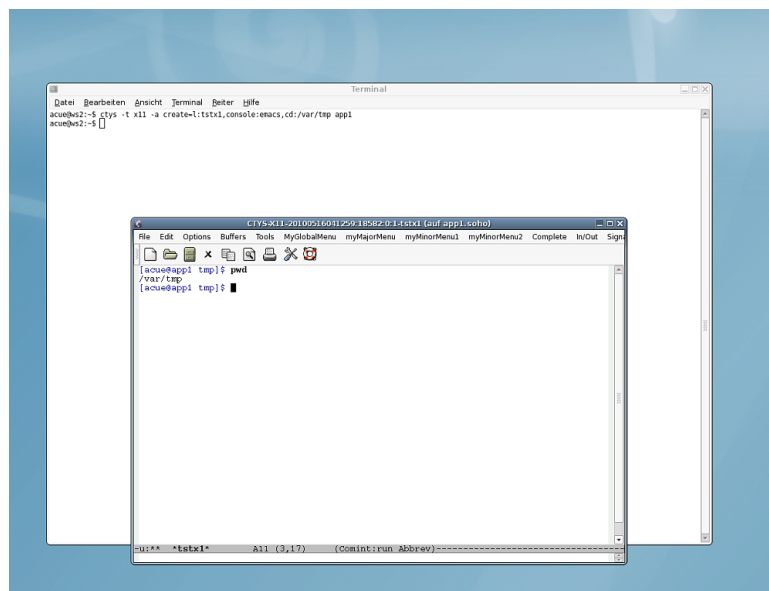 Terminal
Datei Bearbeiten Ansicht Terminal Reiter Hilfe
acue@ws2:~$ ctys -t x11 -a create=l:tstx1,console:emacs,cd:/var/tmp app1
acue@ws2:~$
CTYS-X11-20100516041259:18582:0:1-tstx1 (auf app1.soho)
File Edit Options Buffers Tools MyGlobalMenu myMajorMenu myMinorMenu1 myMinorMenu2 Complete In/Out Signa
[acue@app1 tmp]$ pwd
/var/tmp
[acue@app1 tmp]$
-u:** *tstx1* All (3,17) (Comint:run Abbrev)------------------------